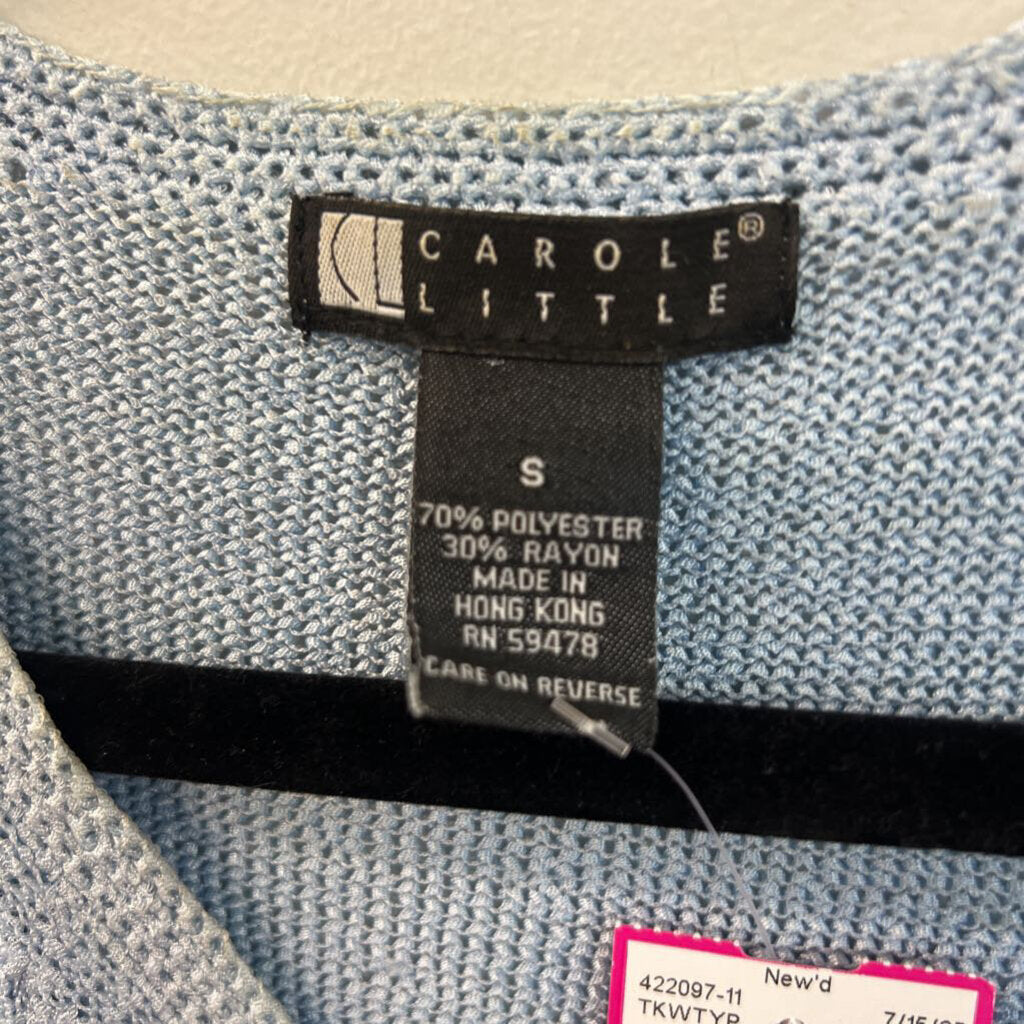 CL CAROLE®
LITTLE
S
70% POLYESTER
30% RAYON
MADE IN
HONG KONG
RN 59478
CARE ON REVERSE
New'd
422097-11
TKWTYP